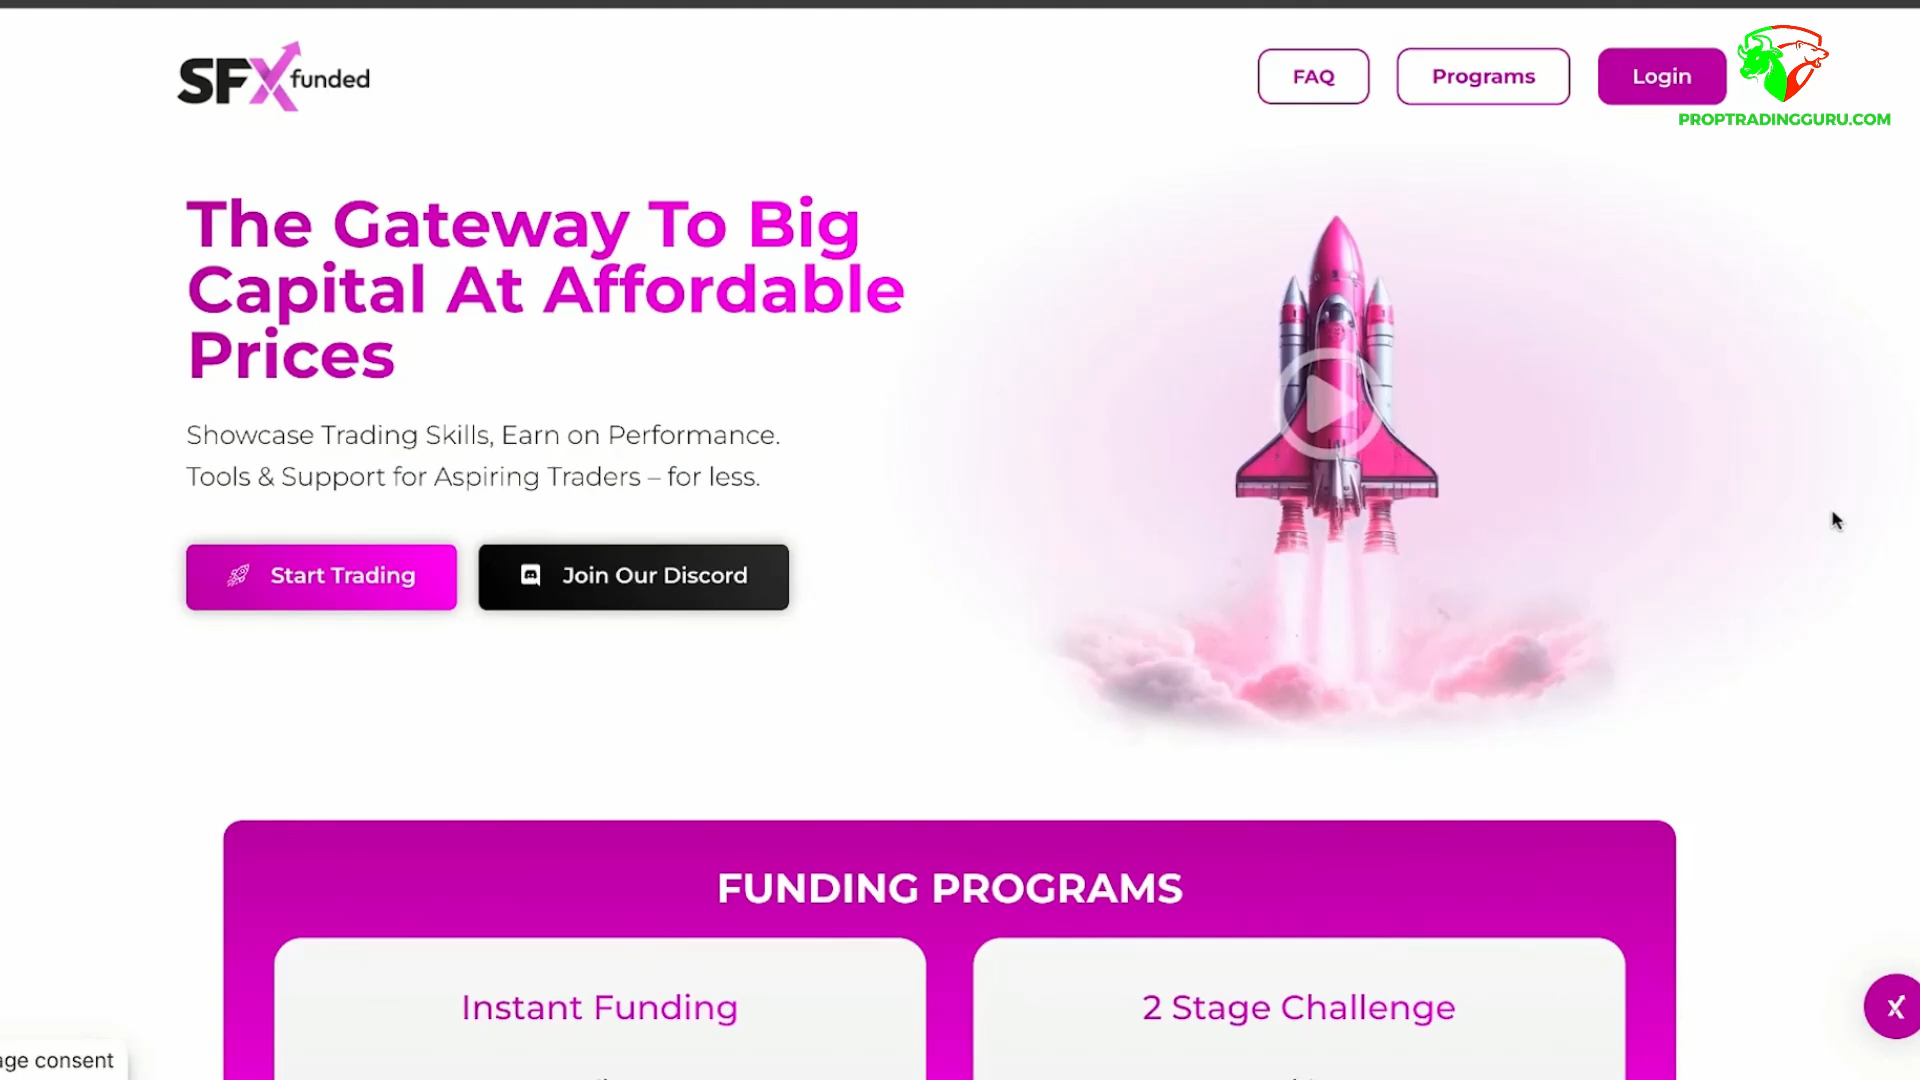 SFX funded
FAQ
Programs
Login
PROPTRADINGGURU.COM
The Gateway To Big
Capital At Affordable
Prices
Showcase Trading Skills, Earn on Performance.
Tools & Support for Aspiring Traders – for less.
Start Trading
Join Our Discord
FUNDING PROGRAMS
Instant Funding
2 Stage Challenge
X
age consent